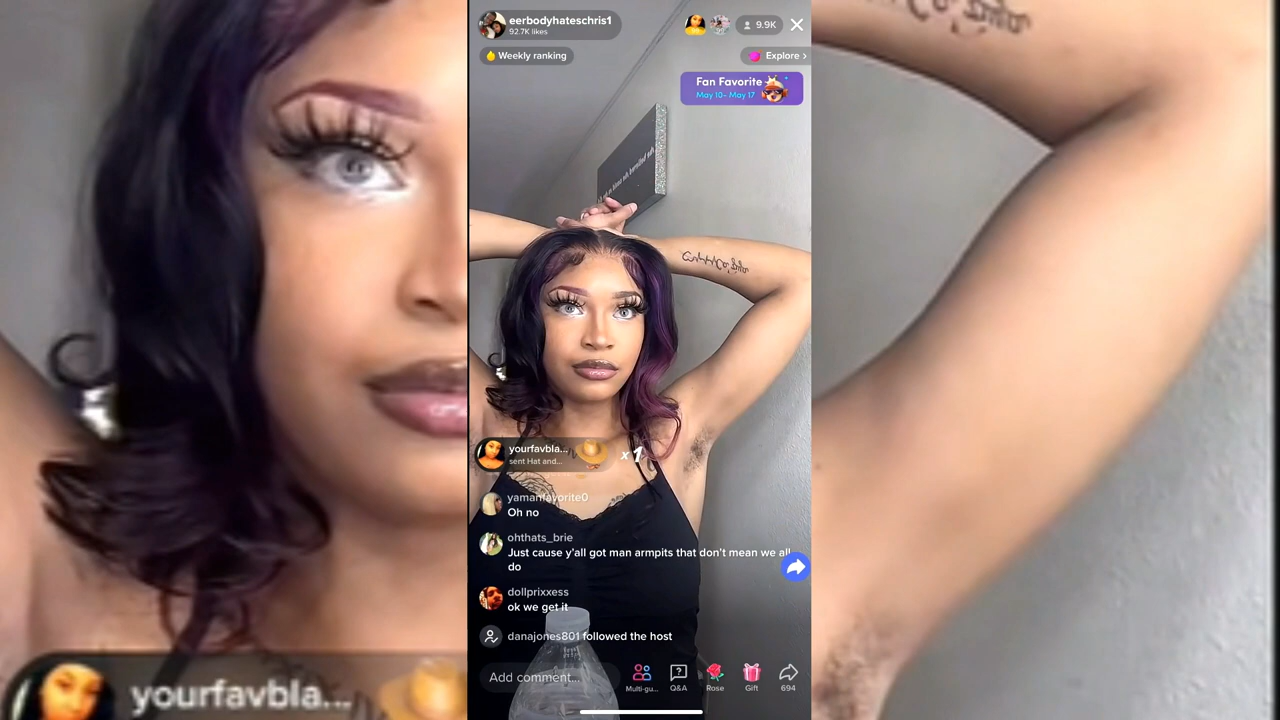 eerbodyhateschris1
92.7K likes
9.9K
Weekly ranking
Explore >
Fan Favorite
May 10- May 17
yourfavbla...
sent Hat and...
x1
yamanfavorite0
Oh no
ohthats_brie
Just cause y'all got man armpits that don't mean we all
do
dollprixxess
ok we get it
danajones801 followed the host
Add comment...
Multi-gu...
Q&A
Rose
Gift
694
yourfavbla...